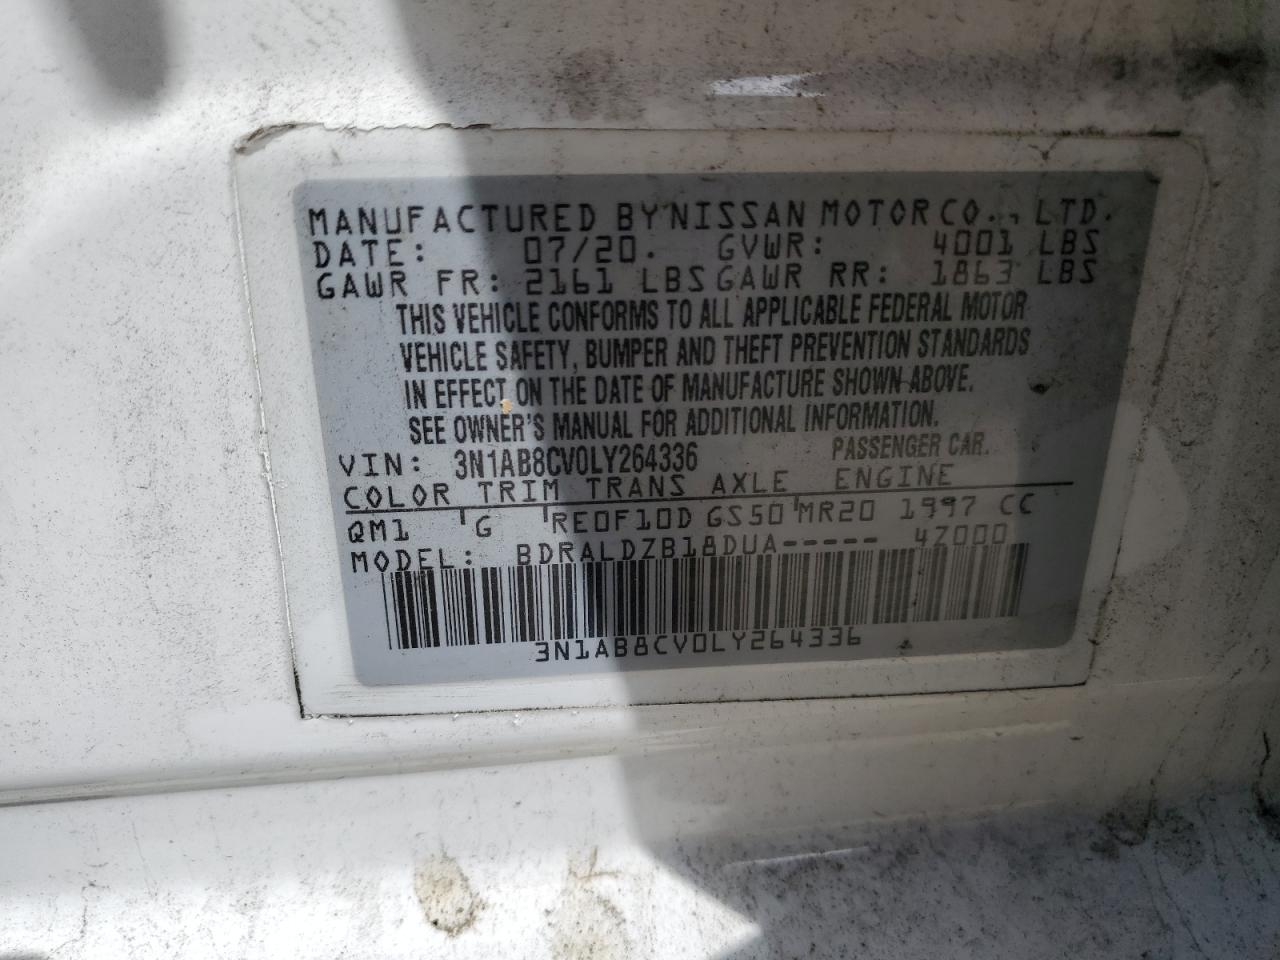 MANUFACTURED BY NISSAN MOTOR CO., LTD.
DATE: 07/20. GVWR: 4001 LBS
GAWR FR: 2161 LBS GAWR RR: 1863 LBS
THIS VEHICLE CONFORMS TO ALL APPLICABLE FEDERAL MOTOR
VEHICLE SAFETY, BUMPER AND THEFT PREVENTION STANDARDS
IN EFFECT ON THE DATE OF MANUFACTURE SHOWN ABOVE.
SEE OWNER'S MANUAL FOR ADDITIONAL INFORMATION.
PASSENGER CAR.
VIN: 3N1AB8CV0LY264336
COLOR TRIM TRANS AXLE ENGINE
QM1 G RE0F10D GS50 MR20 1997 CC
MODEL: BDRALDZB18DUA----- 47000
3N1AB8CV0LY264336